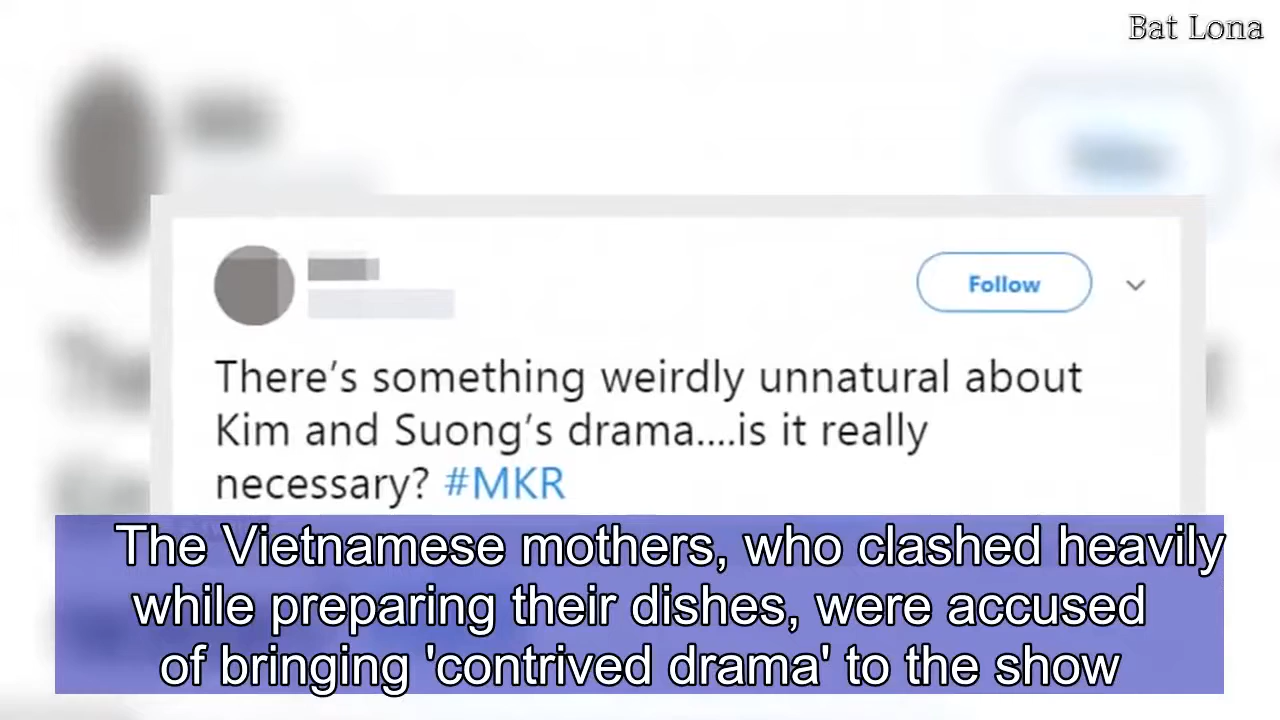 Bat Lona
Follow
There's something weirdly unnatural about
Kim and Suong's drama....is it really
necessary? #MKR
The Vietnamese mothers, who clashed heavily
while preparing their dishes, were accused
of bringing 'contrived drama' to the show